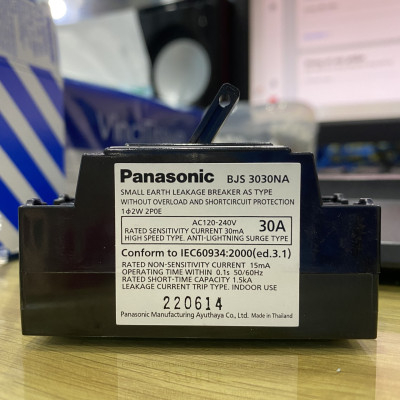 Panasonic BJS 3030NA
SMALL EARTH LEAKAGE BREAKER AS TYPE
WITHOUT OVERLOAD AND SHORTCIRCUIT PROTECTION
1ϕ2W 2P0E
AC120-240V
RATED SENSITIVITY CURRENT 30mA
HIGH SPEED TYPE. ANTI-LIGHTNING SURGE TYPE
30A
Conform to IEC60934:2000(ed.3.1)
RATED NON-SENSITIVITY CURRENT 15mA
OPERATING TIME WITHIN 0.1s 50/60Hz
RATED SHORT-TIME CAPACITY 1.5kA
LEAKAGE CURRENT TRIP TYPE. INDOOR USE
220614
Panasonic Manufacturing Ayuthaya Co., Ltd. Made in Thailand